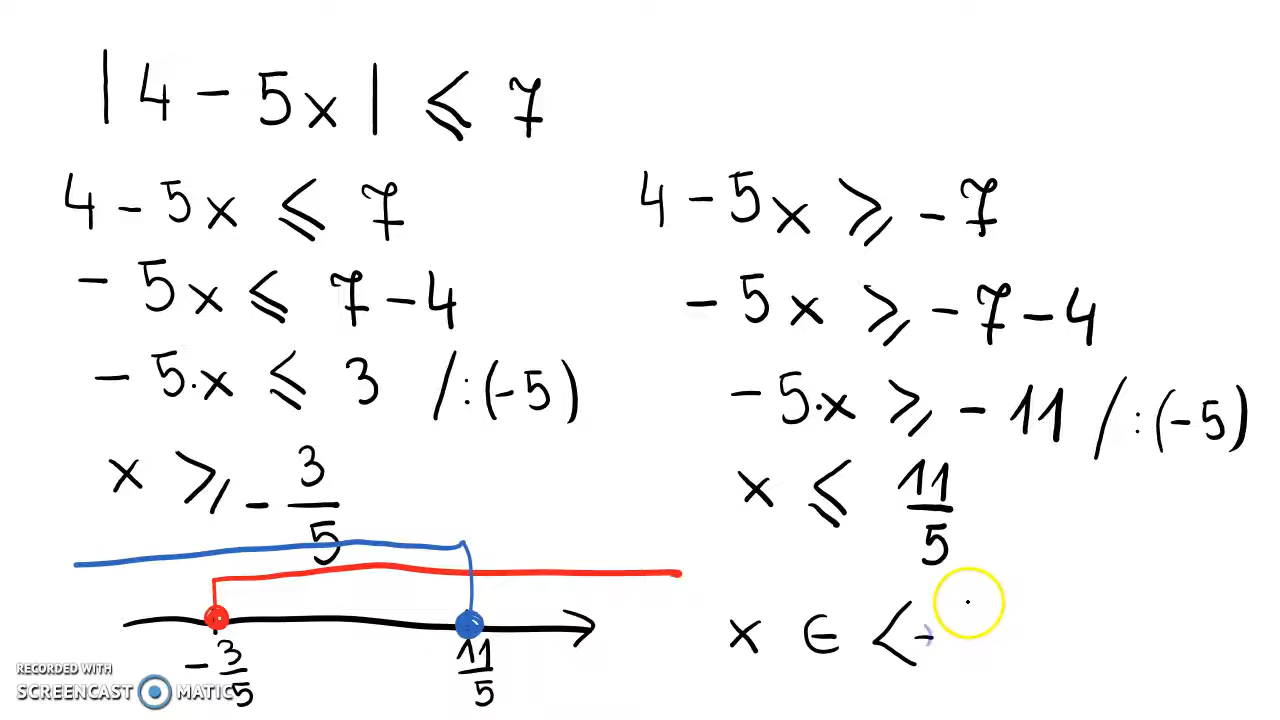 |4 - 5x| ⩽ 7
4 - 5x ⩽ 7
- 5x ⩽ 7 - 4
- 5·x ⩽ 3 /:(-5)
x ⩾ - 3/5
4 - 5x ⩾ - 7
- 5x ⩾ - 7 - 4
- 5·x ⩾ - 11 /:(-5)
x ⩽ 11/5
x ∈ <-
- 3/5 11/5
RECORDED WITH
SCREENCAST MATIC